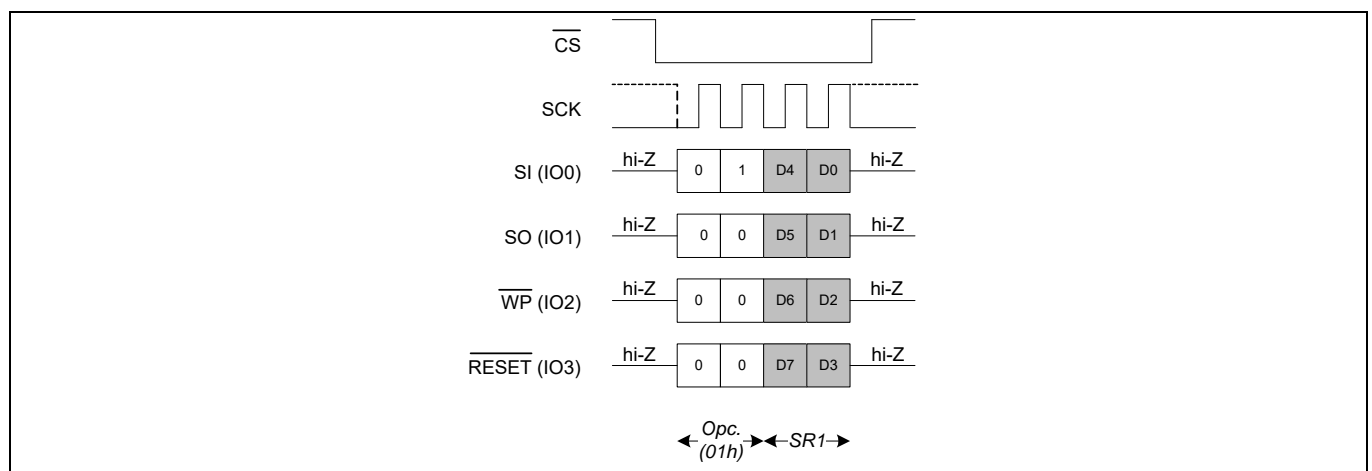 CS
SCK
SI (IO0) hi-Z 0 1 D4 D0 hi-Z
SO (IO1) hi-Z 0 0 D5 D1 hi-Z
WP (IO2) hi-Z 0 0 D6 D2 hi-Z
RESET (IO3) hi-Z 0 0 D7 D3 hi-Z
Opc.
(01h) SR1